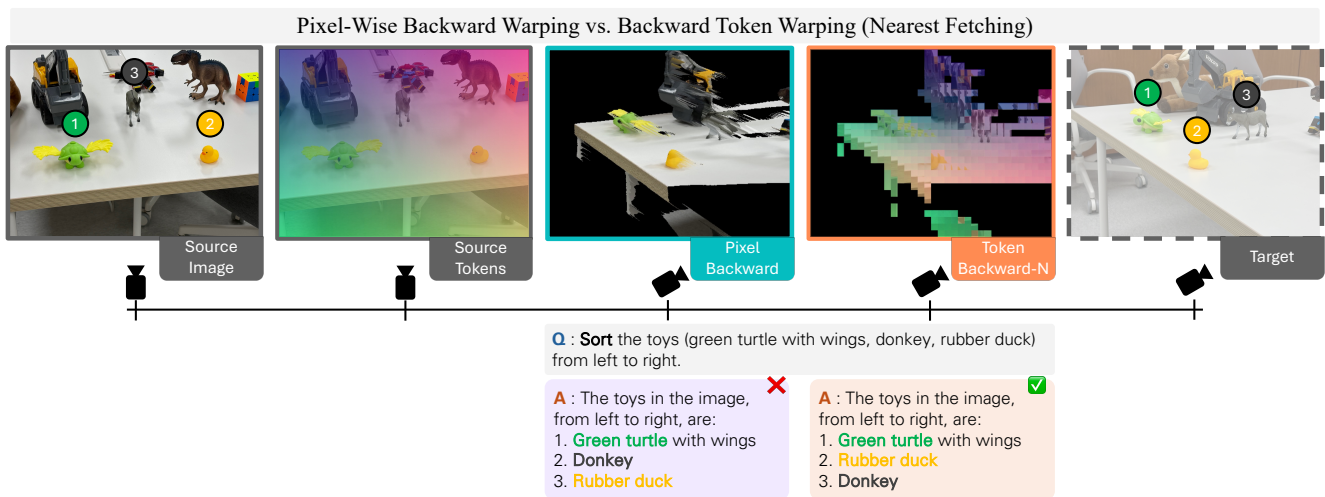 Pixel-Wise Backward Warping vs. Backward Token Warping (Nearest Fetching)
3
1
2
1
3
2
Source
Image
Source
Tokens
Pixel
Backward
Token
Backward-N
Target
Q : Sort the toys (green turtle with wings, donkey, rubber duck)
from left to right.
A : The toys in the image,
from left to right, are:
1. Green turtle with wings
2. Donkey
3. Rubber duck
A : The toys in the image,
from left to right, are:
1. Green turtle with wings
2. Rubber duck
3. Donkey